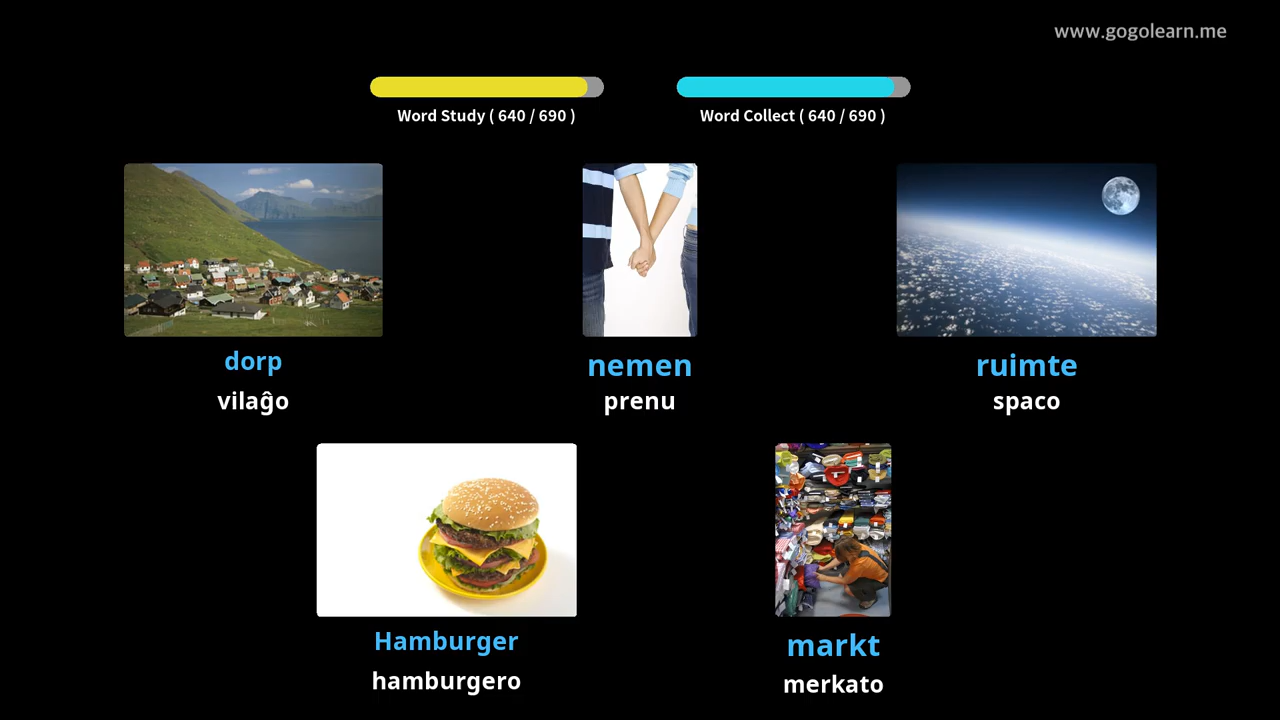 www.gogolearn.me
Word Study ( 640 / 690 )
Word Collect ( 640 / 690 )
dorp
vilaĝo
nemen
prenu
ruimte
spaco
Hamburger
hamburgero
markt
merkato